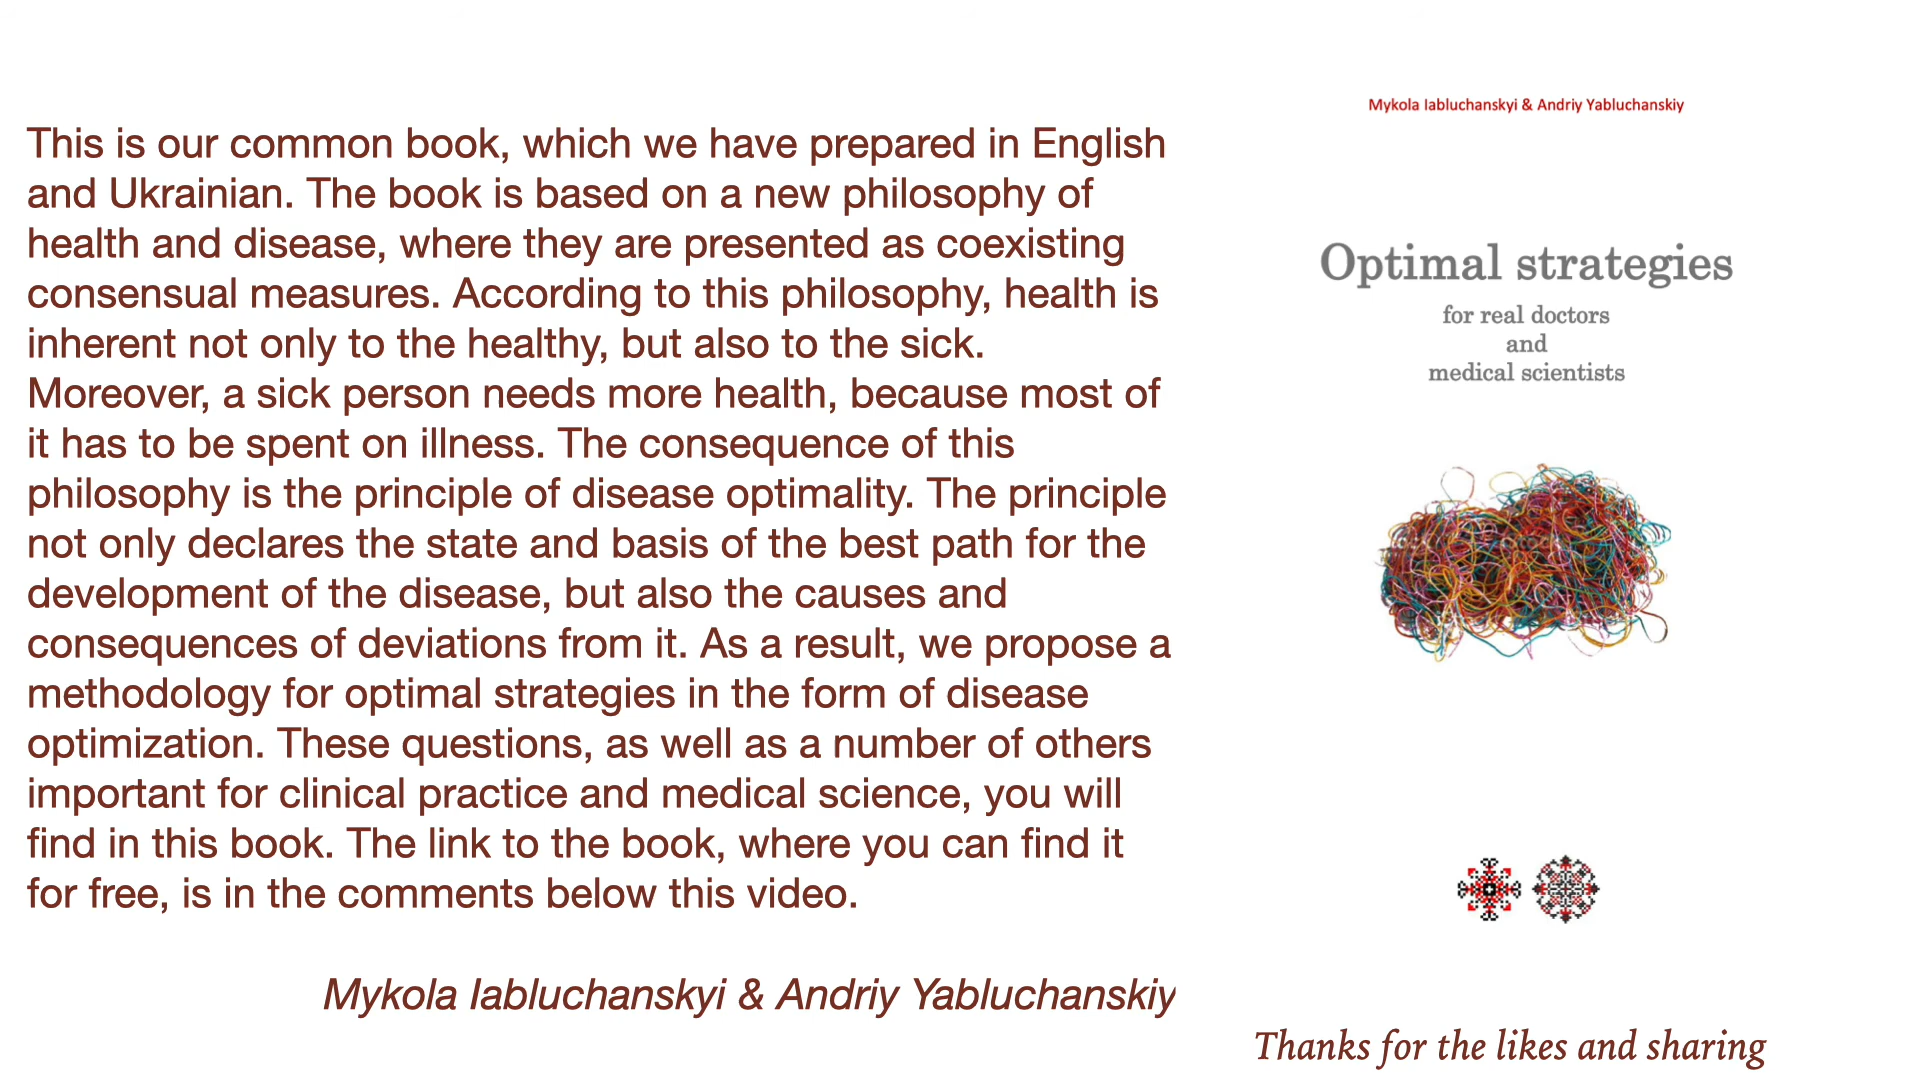 This is our common book, which we have prepared in English
and Ukrainian. The book is based on a new philosophy of
health and disease, where they are presented as coexisting
consensual measures. According to this philosophy, health is
inherent not only to the healthy, but also to the sick.
Moreover, a sick person needs more health, because most of
it has to be spent on illness. The consequence of this
philosophy is the principle of disease optimality. The principle
not only declares the state and basis of the best path for the
development of the disease, but also the causes and
consequences of deviations from it. As a result, we propose a
methodology for optimal strategies in the form of disease
optimization. These questions, as well as a number of others
important for clinical practice and medical science, you will
find in this book. The link to the book, where you can find it
for free, is in the comments below this video.
Mykola Iabluchanskyi & Andriy Yabluchanskiy
Mykola Iabluchanskyi & Andriy Yabluchanskiy
Optimal strategies
for real doctors
and
medical scientists
Thanks for the likes and sharing